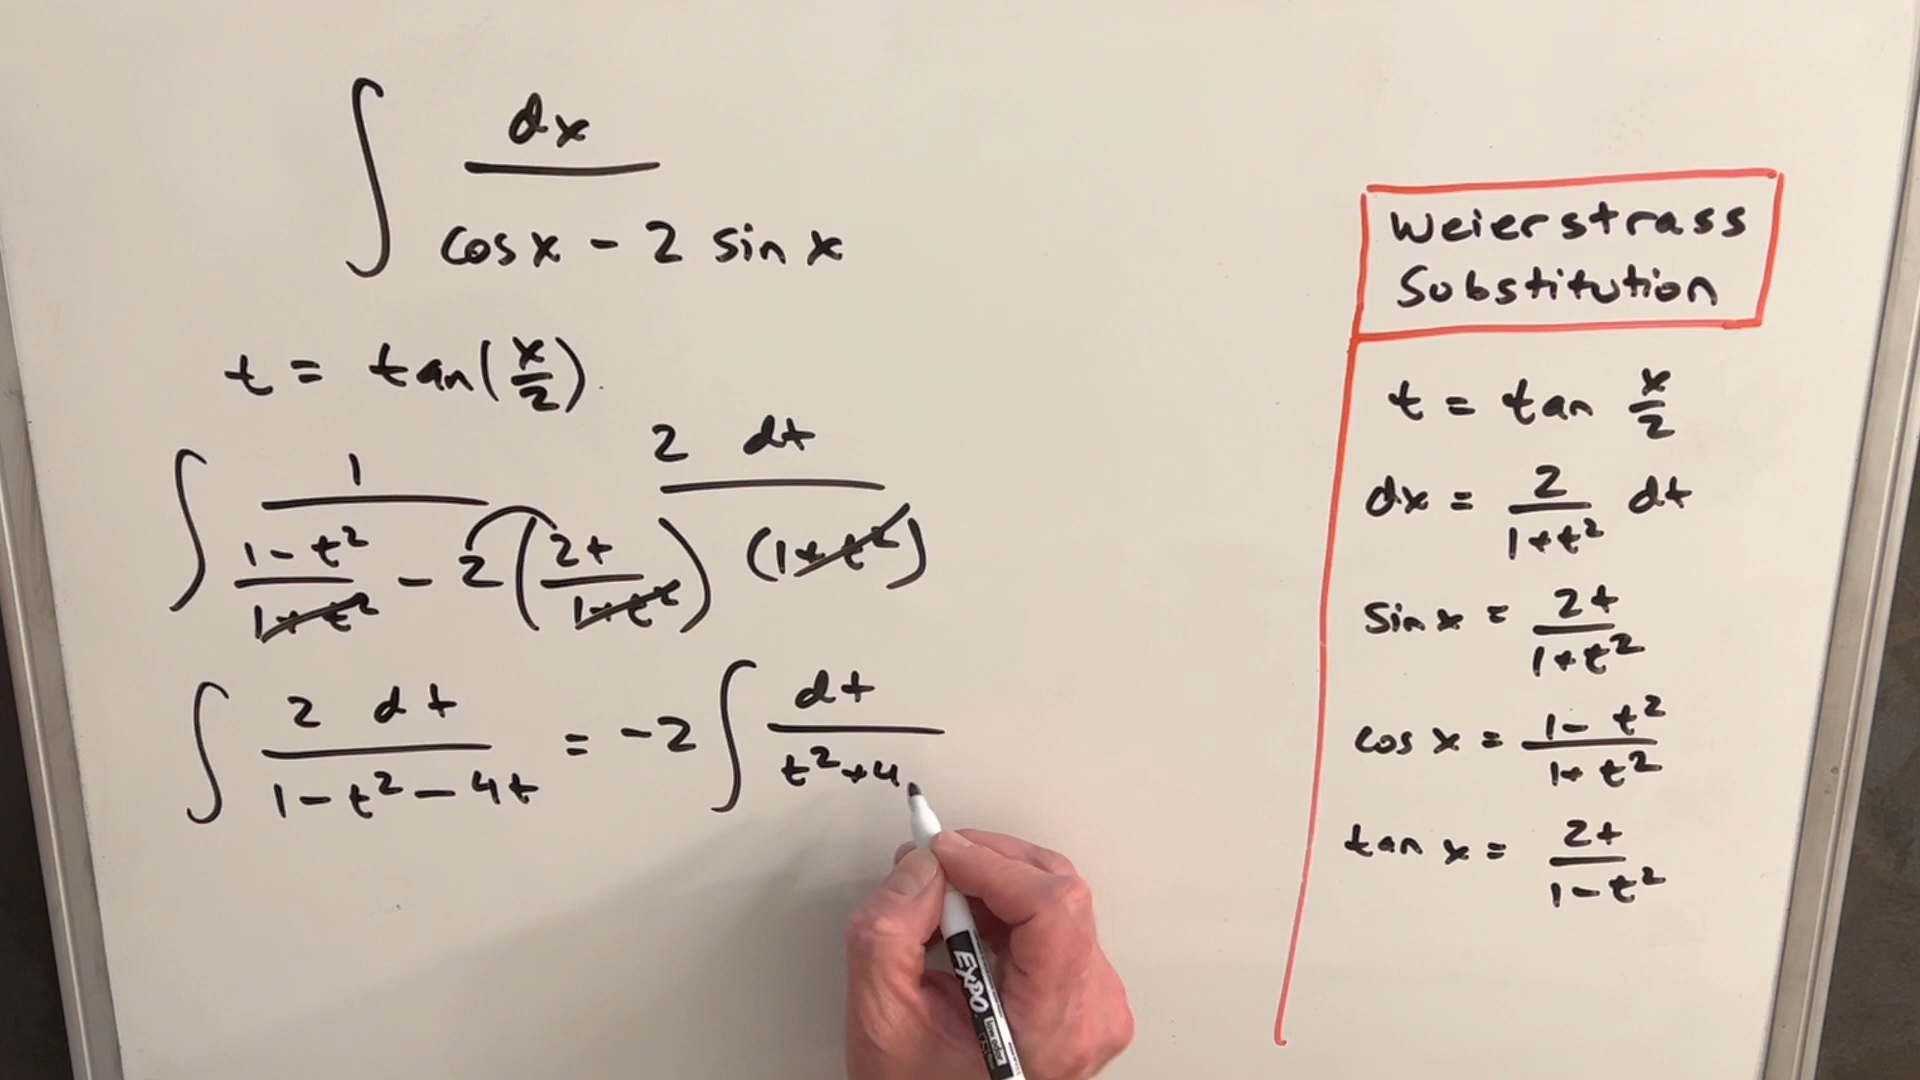 ∫ dx / (cos x - 2 sin x)
t = tan(x/2)
∫ 1 / ((1-t²)/(1+t²) - 2(2t/(1+t²))) 2 dt / (1+t²)
∫ 2 dt / (1-t²-4t) = -2 ∫ dt / (t²+4
Weierstrass
Substitution
t = tan x/2
dx = 2/(1+t²) dt
sin x = 2t/(1+t²)
cos x = (1-t²)/(1+t²)
tan x = 2t/(1-t²)
EXPO
low odor